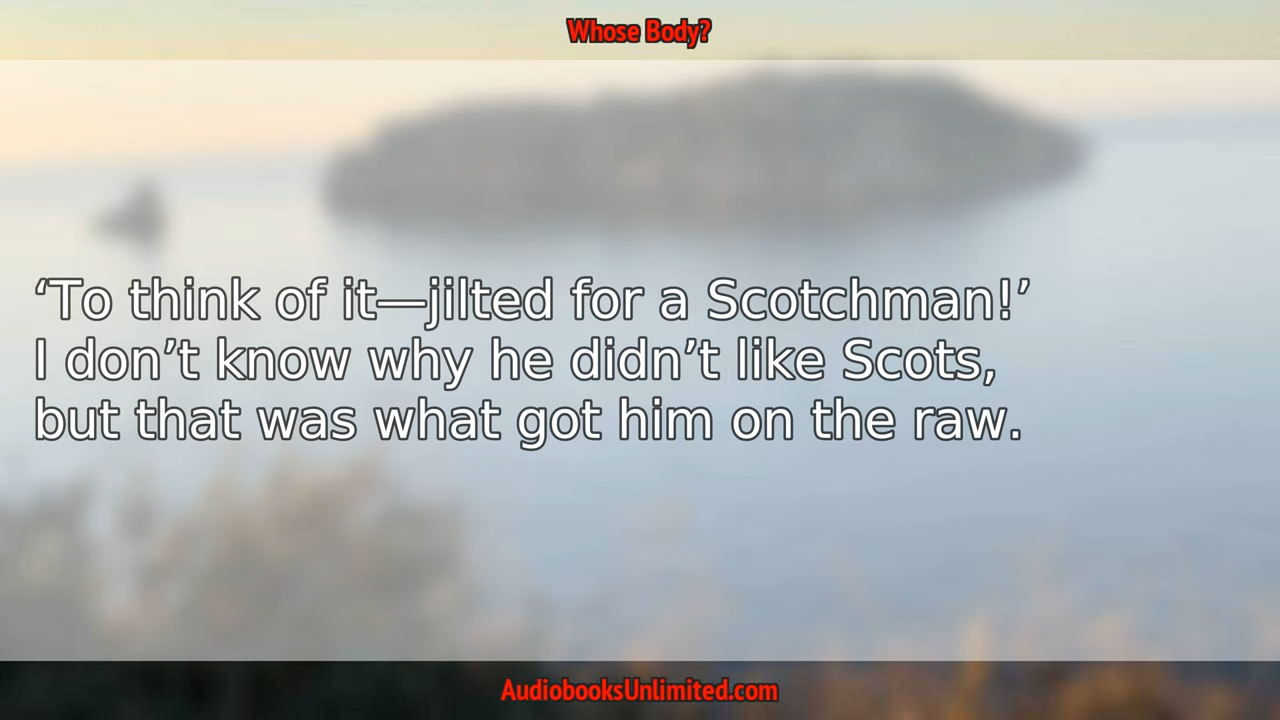 Whose Body?
‘To think of it—jilted for a Scotchman!’
I don’t know why he didn’t like Scots,
but that was what got him on the raw.
AudiobooksUnlimited.com